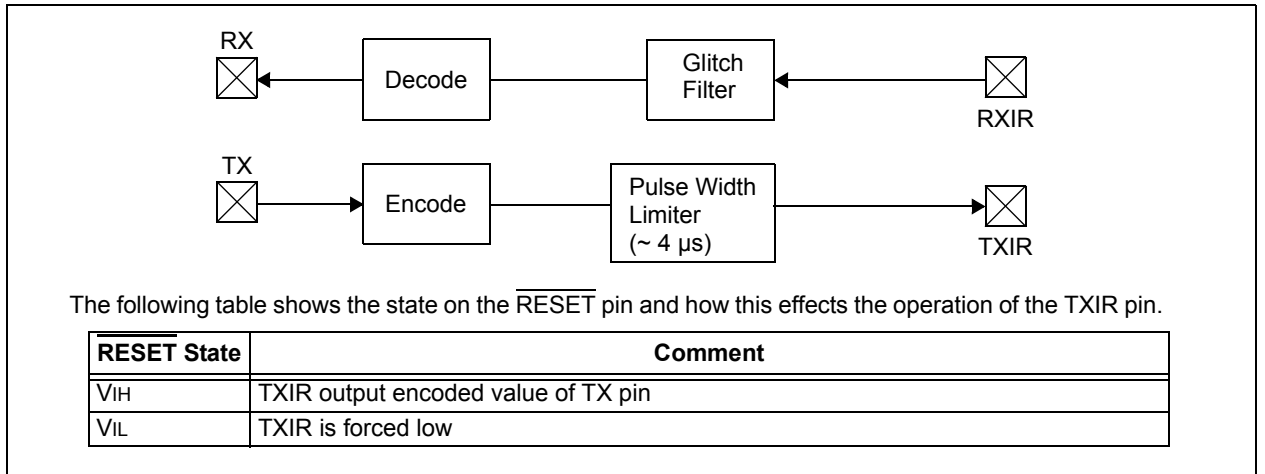 RX
Decode
Glitch
Filter
RXIR
TX
Encode
Pulse Width
Limiter
(~ 4 µs)
TXIR
The following table shows the state on the RESET pin and how this effects the operation of the TXIR pin.
RESET State Comment
VIH TXIR output encoded value of TX pin
VIL TXIR is forced low